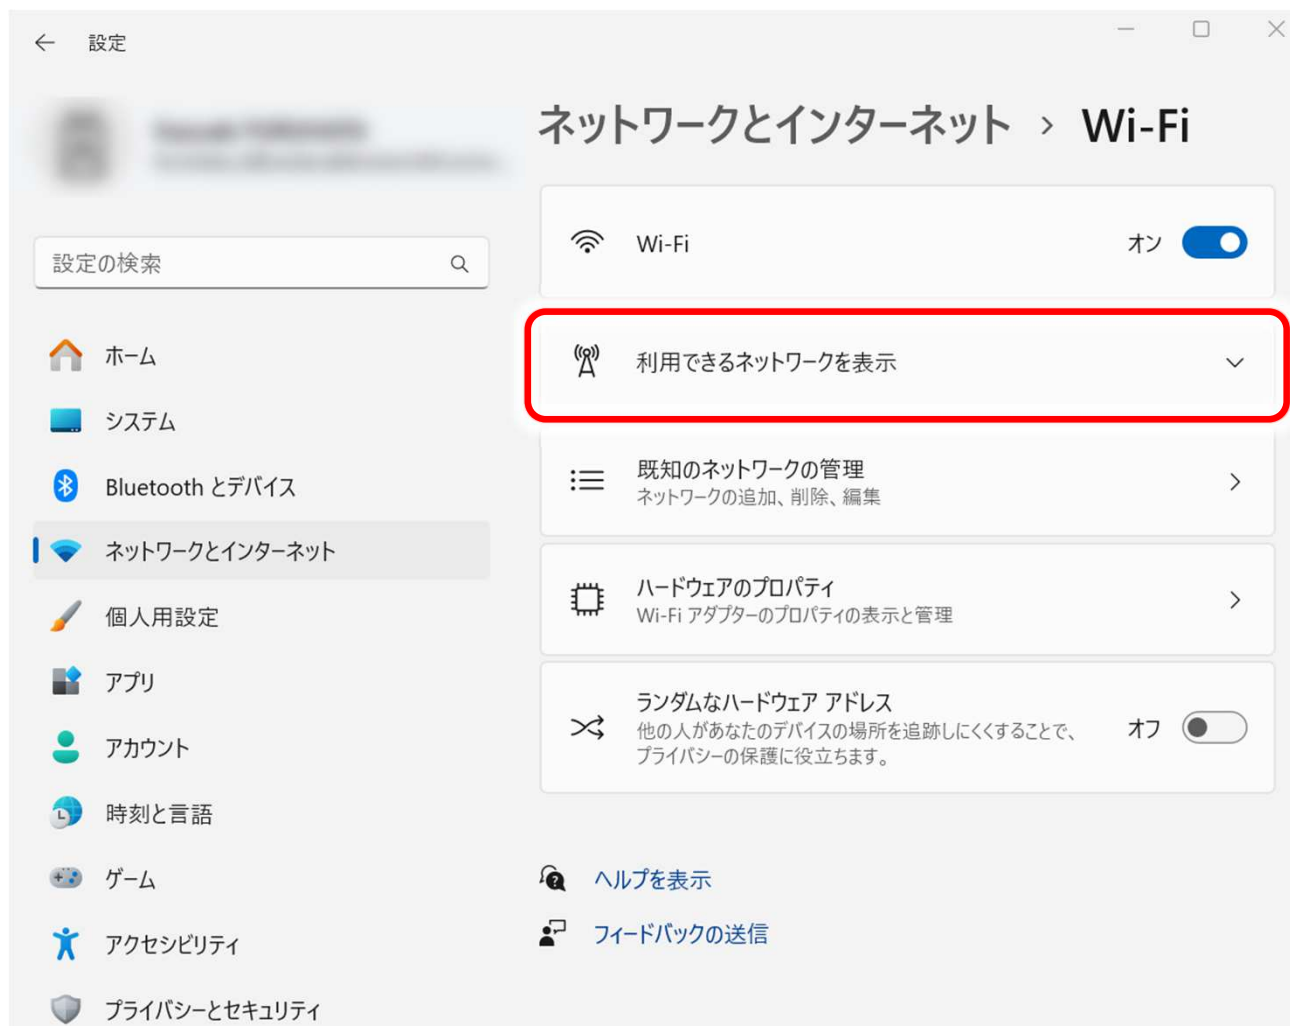 設定
ネットワークとインターネット › Wi-Fi
設定の検索
ホーム
システム
Bluetooth とデバイス
ネットワークとインターネット
個人用設定
アプリ
アカウント
時刻と言語
ゲーム
アクセシビリティ
プライバシーとセキュリティ
Wi-Fi
オン
利用できるネットワークを表示
既知のネットワークの管理
ネットワークの追加、削除、編集
ハードウェアのプロパティ
Wi-Fi アダプターのプロパティの表示と管理
ランダムなハードウェア アドレス
他の人があなたのデバイスの場所を追跡しにくくすることで、
プライバシーの保護に役立ちます。
オフ
ヘルプを表示
フィードバックの送信